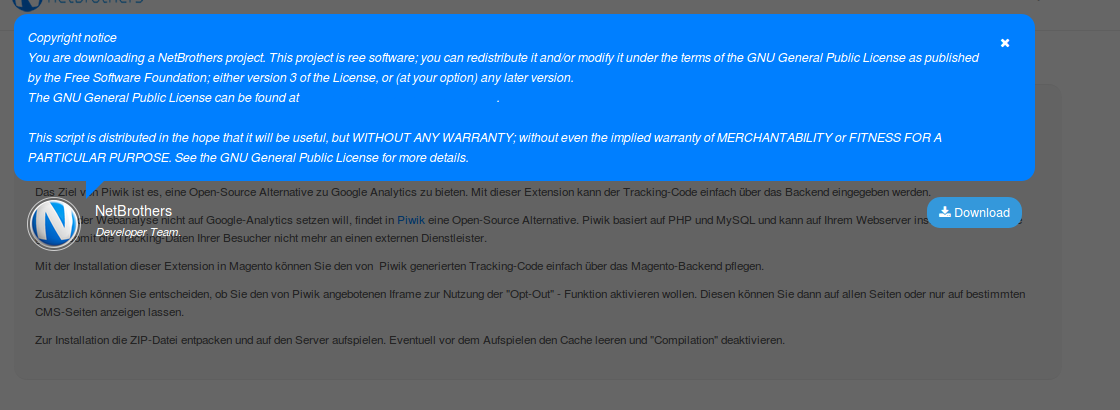 netbrothers
Copyright notice
You are downloading a NetBrothers project. This project is ree software; you can redistribute it and/or modify it under the terms of the GNU General Public License as published
by the Free Software Foundation; either version 3 of the License, or (at your option) any later version.
The GNU General Public License can be found at .
This script is distributed in the hope that it will be useful, but WITHOUT ANY WARRANTY; without even the implied warranty of MERCHANTABILITY or FITNESS FOR A
PARTICULAR PURPOSE. See the GNU General Public License for more details.
Das Ziel von Piwik ist es, eine Open-Source Alternative zu Google Analytics zu bieten. Mit dieser Extension kann der Tracking-Code einfach über das Backend eingegeben werden.
NetBrothers
der Webanalyse nicht auf Google-Analytics setzen will, findet in Piwik eine Open-Source Alternative. Piwik basiert auf PHP und MySQL und kann auf Ihrem Webserver
Download
Developer Team.
die Tracking-Daten Ihrer Besucher nicht mehr an einen externen Dienstleister.
Mit der Installation dieser Extension in Magento können Sie den von Piwik generierten Tracking-Code einfach über das Magento-Backend pflegen.
Zusätzlich können Sie entscheiden, ob Sie den von Piwik angebotenen Iframe zur Nutzung der "Opt-Out" - Funktion aktivieren wollen. Diesen können Sie dann auf allen Seiten oder nur auf bestimmten
CMS-Seiten anzeigen lassen.
Zur Installation die ZIP-Datei entpacken und auf den Server aufspielen. Eventuell vor dem Aufspielen den Cache leeren und "Compilation" deaktivieren.